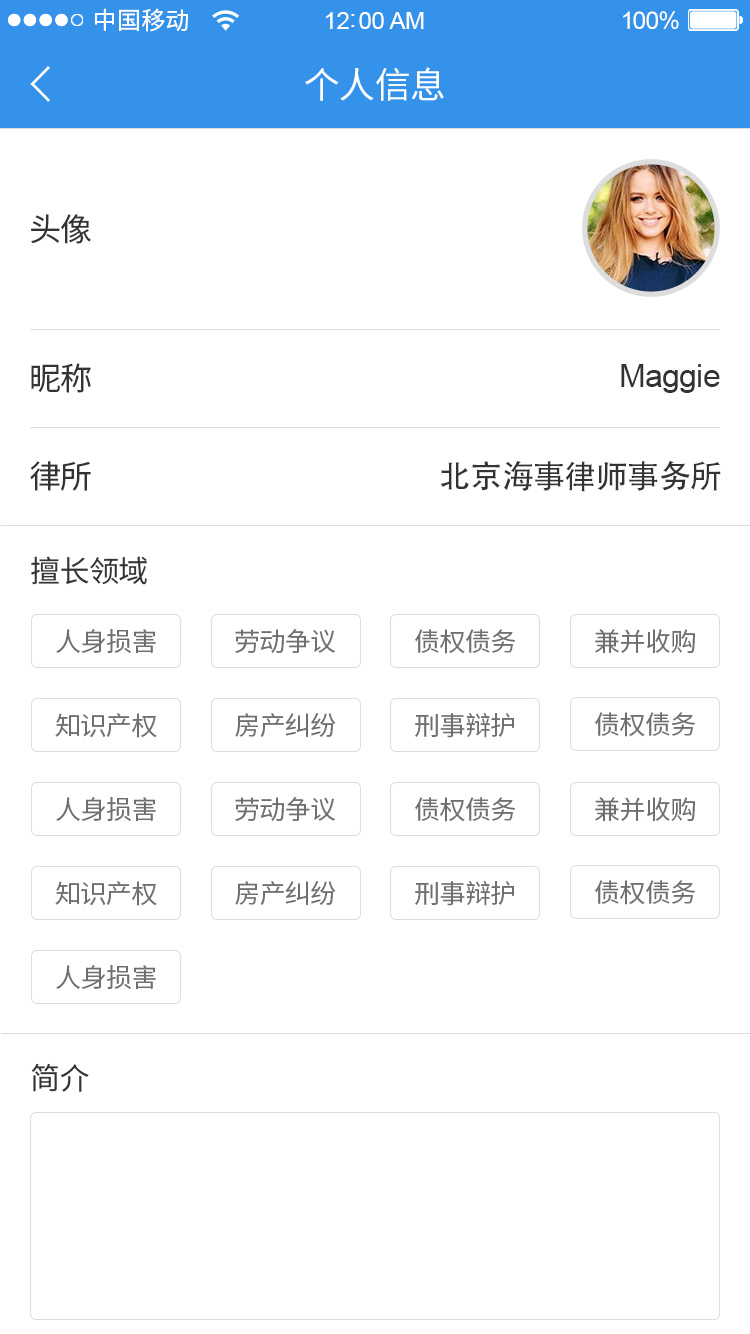 中国移动 12:00 AM 100%
个人信息
头像
昵称 Maggie
律所 北京海事律师事务所
擅长领域
人身损害 劳动争议 债权债务 兼并收购
知识产权 房产纠纷 刑事辩护 债权债务
人身损害 劳动争议 债权债务 兼并收购
知识产权 房产纠纷 刑事辩护 债权债务
人身损害
简介